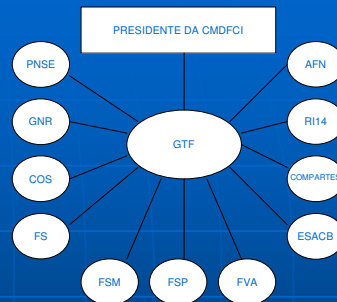 PRESIDENTE DA CMDFCI
PNSE
AFN
GNR
RI14
GTF
COS
COMPARTES
FS
ESACB
FSM
FSP
FVA